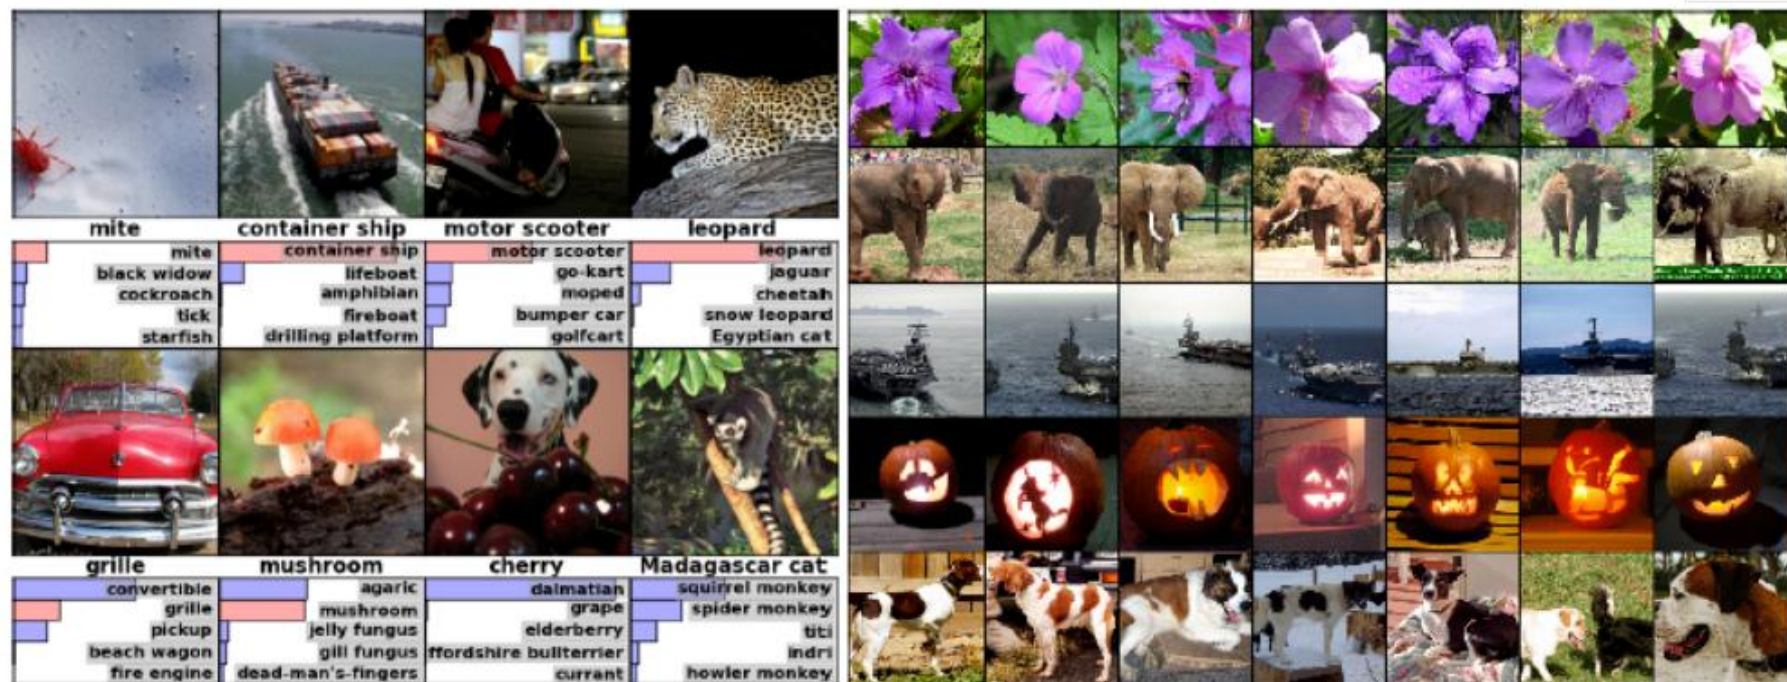 mite
container ship
motor scooter
leopard
mite
black widow
cockroach
tick
starfish
container ship
lifeboat
amphibian
fireboat
drilling platform
motor scooter
go-kart
moped
bumper car
golfcart
leopard
jaguar
cheetah
snow leopard
Egyptian cat
grille
mushroom
cherry
Madagascar cat
convertible
grille
pickup
beach wagon
fire engine
agaric
mushroom
jelly fungus
gill fungus
dead-man's-fingers
dalmatian
grape
elderberry
ffordshire bullterrier
currant
squirrel monkey
spider monkey
titi
indri
howler monkey